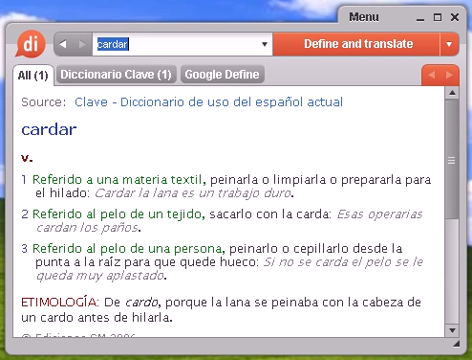 Menu
di
cardar
Define and translate
All (1)
Diccionario Clave (1)
Google Define
Source: Clave - Diccionario de uso del español actual
cardar
v.
1 Referido a una materia textil, peinarla o limpiarla o prepararla para
el hilado: Cardar la lana es un trabajo duro.
2 Referido al pelo de un tejido, sacarlo con la carda: Esas operarias
cardan los paños.
3 Referido al pelo de una persona, peinarlo o cepillarlo desde la
punta a la raíz para que quede hueco: Si no se carda el pelo se le
queda muy aplastado.
ETIMOLOGÍA: De cardo, porque la lana se peinaba con la cabeza de
un cardo antes de hilarla.
© Ediciones SM 2006